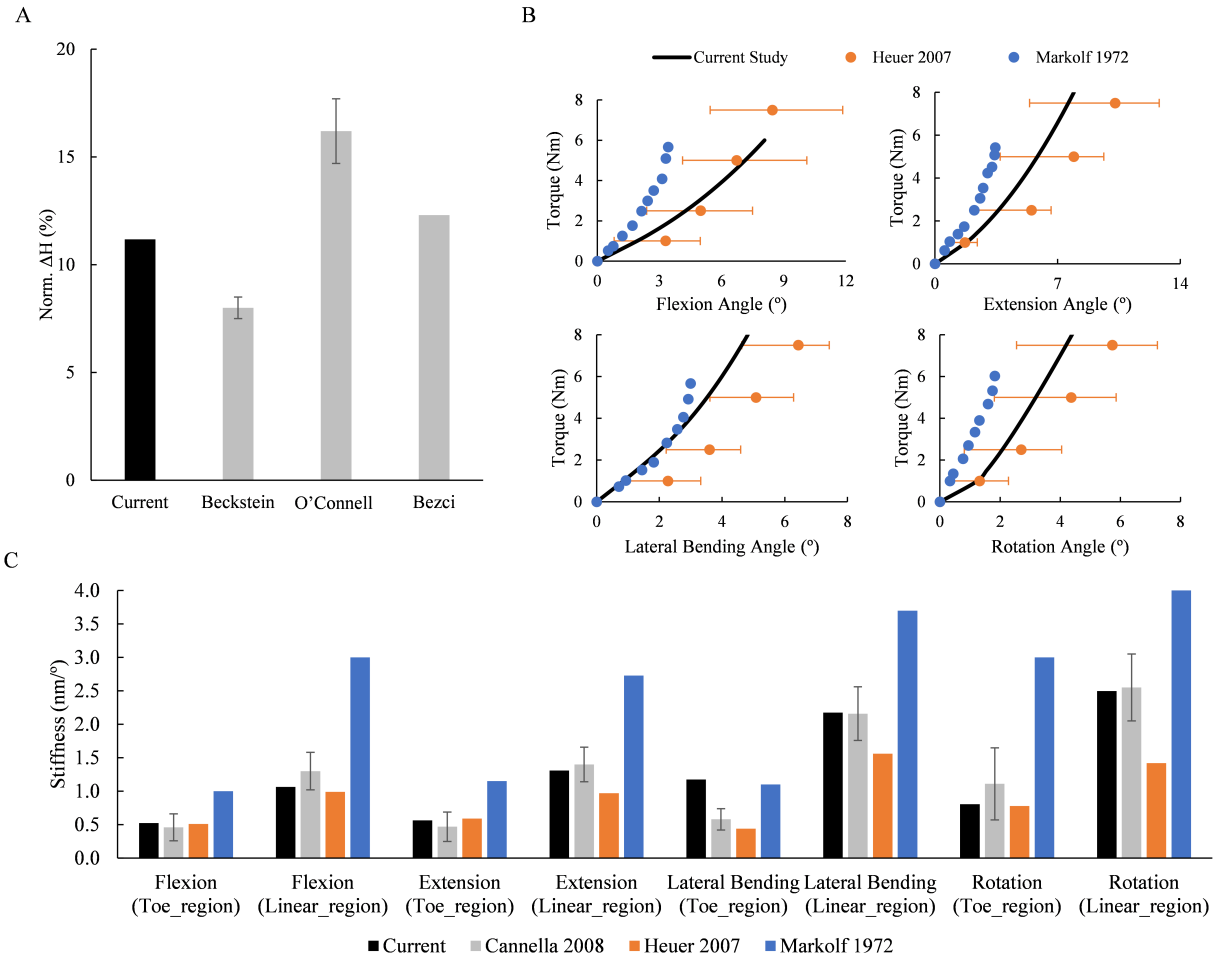 A
20
15
10
5
0
Norm. ΔH (%)
Current
Beckstein
O’Connell
Bezci
B
Current Study
Heuer 2007
Markolf 1972
8
6
4
2
0
Torque (Nm)
0
3
6
9
12
Flexion Angle (º)
8
6
4
2
0
Torque (Nm)
0
7
14
Extension Angle (º)
8
6
4
2
0
Torque (Nm)
0
2
4
6
8
Lateral Bending Angle (º)
8
6
4
2
0
Torque (Nm)
0
2
4
6
8
Rotation Angle (º)
C
4.0
3.5
3.0
2.5
2.0
1.5
1.0
0.5
0.0
Stiffness (nm/º)
Flexion
(Toe_region)
Flexion
(Linear_region)
Extension
(Toe_region)
Extension
(Linear_region)
Lateral Bending
(Toe_region)
Lateral Bending
(Linear_region)
Rotation
(Toe_region)
Rotation
(Linear_region)
Current
Cannella 2008
Heuer 2007
Markolf 1972